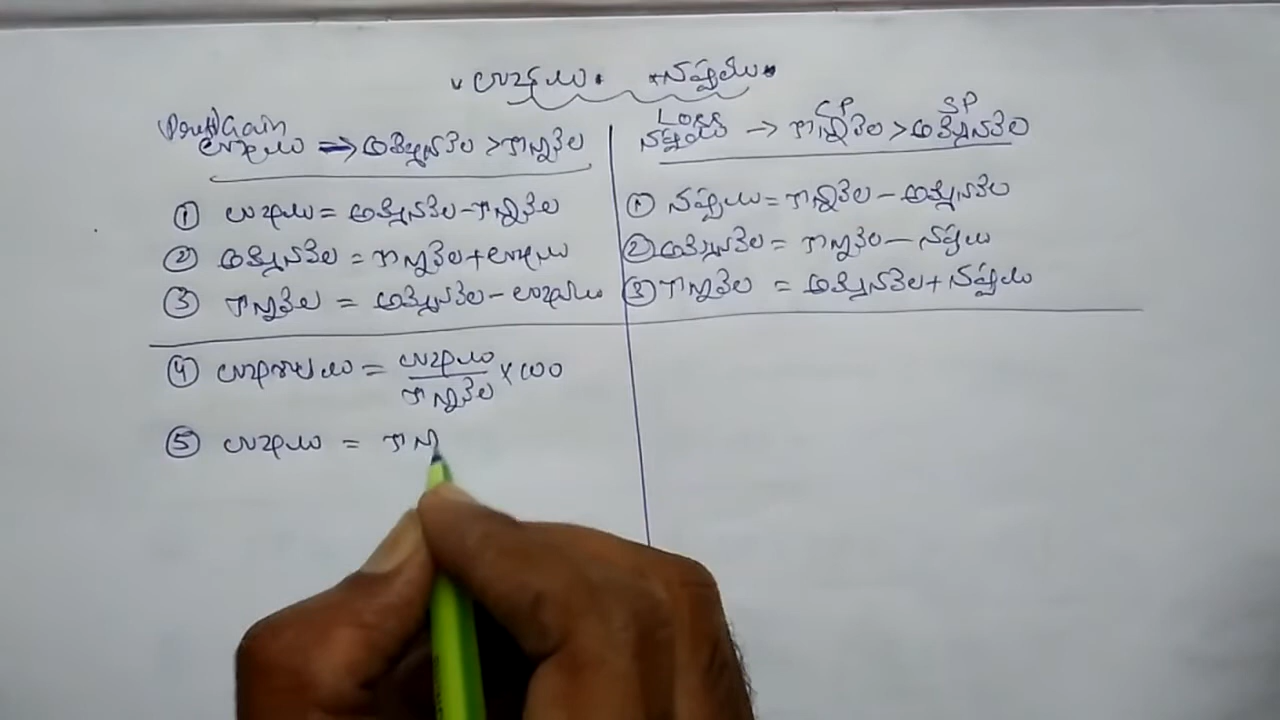 లాభము నష్టము
Profit Gain
లాభము => అమ్మినవెల > కొన్నవెల
① లాభము = అమ్మినవెల - కొన్నవెల
② అమ్మినవెల = కొన్నవెల + లాభము
③ కొన్నవెల = అమ్మినవెల - లాభము
④ లాభశాతము = లాభము / కొన్నవెల × 100
⑤ లాభము = కొన్న
Loss CP SP
నష్టము → కొన్నవెల > అమ్మినవెల
① నష్టము = కొన్నవెల - అమ్మినవెల
② అమ్మినవెల = కొన్నవెల - నష్టము
③ కొన్నవెల = అమ్మినవెల + నష్టము